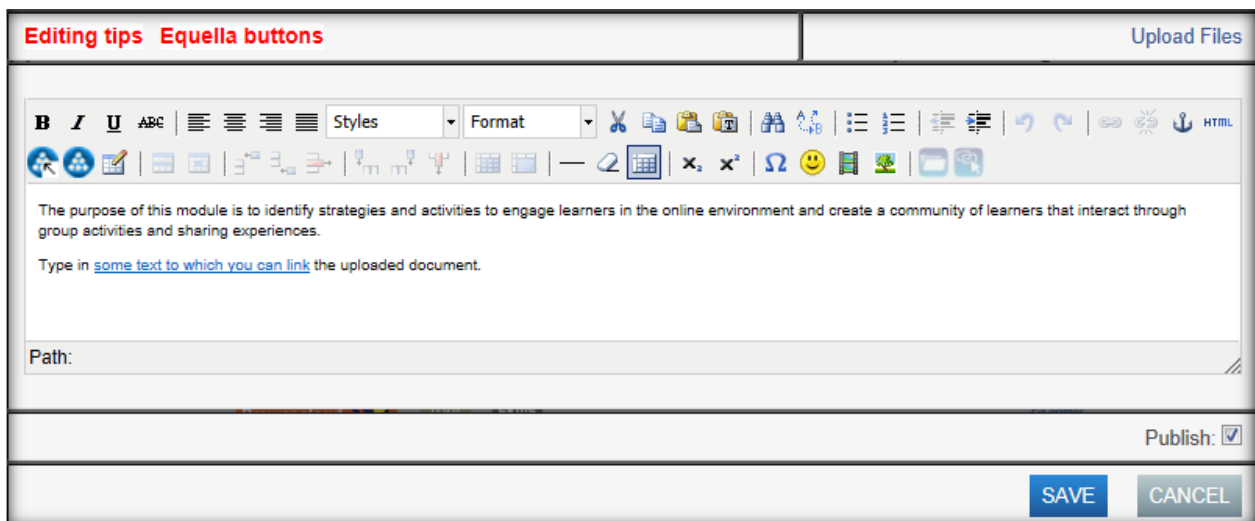 Editing tips Equella buttons
Upload Files
B I U ABC Styles Format HTML
The purpose of this module is to identify strategies and activities to engage learners in the online environment and create a community of learners that interact through
group activities and sharing experiences.
Type in some text to which you can link the uploaded document.
Path:
Publish:
SAVE CANCEL